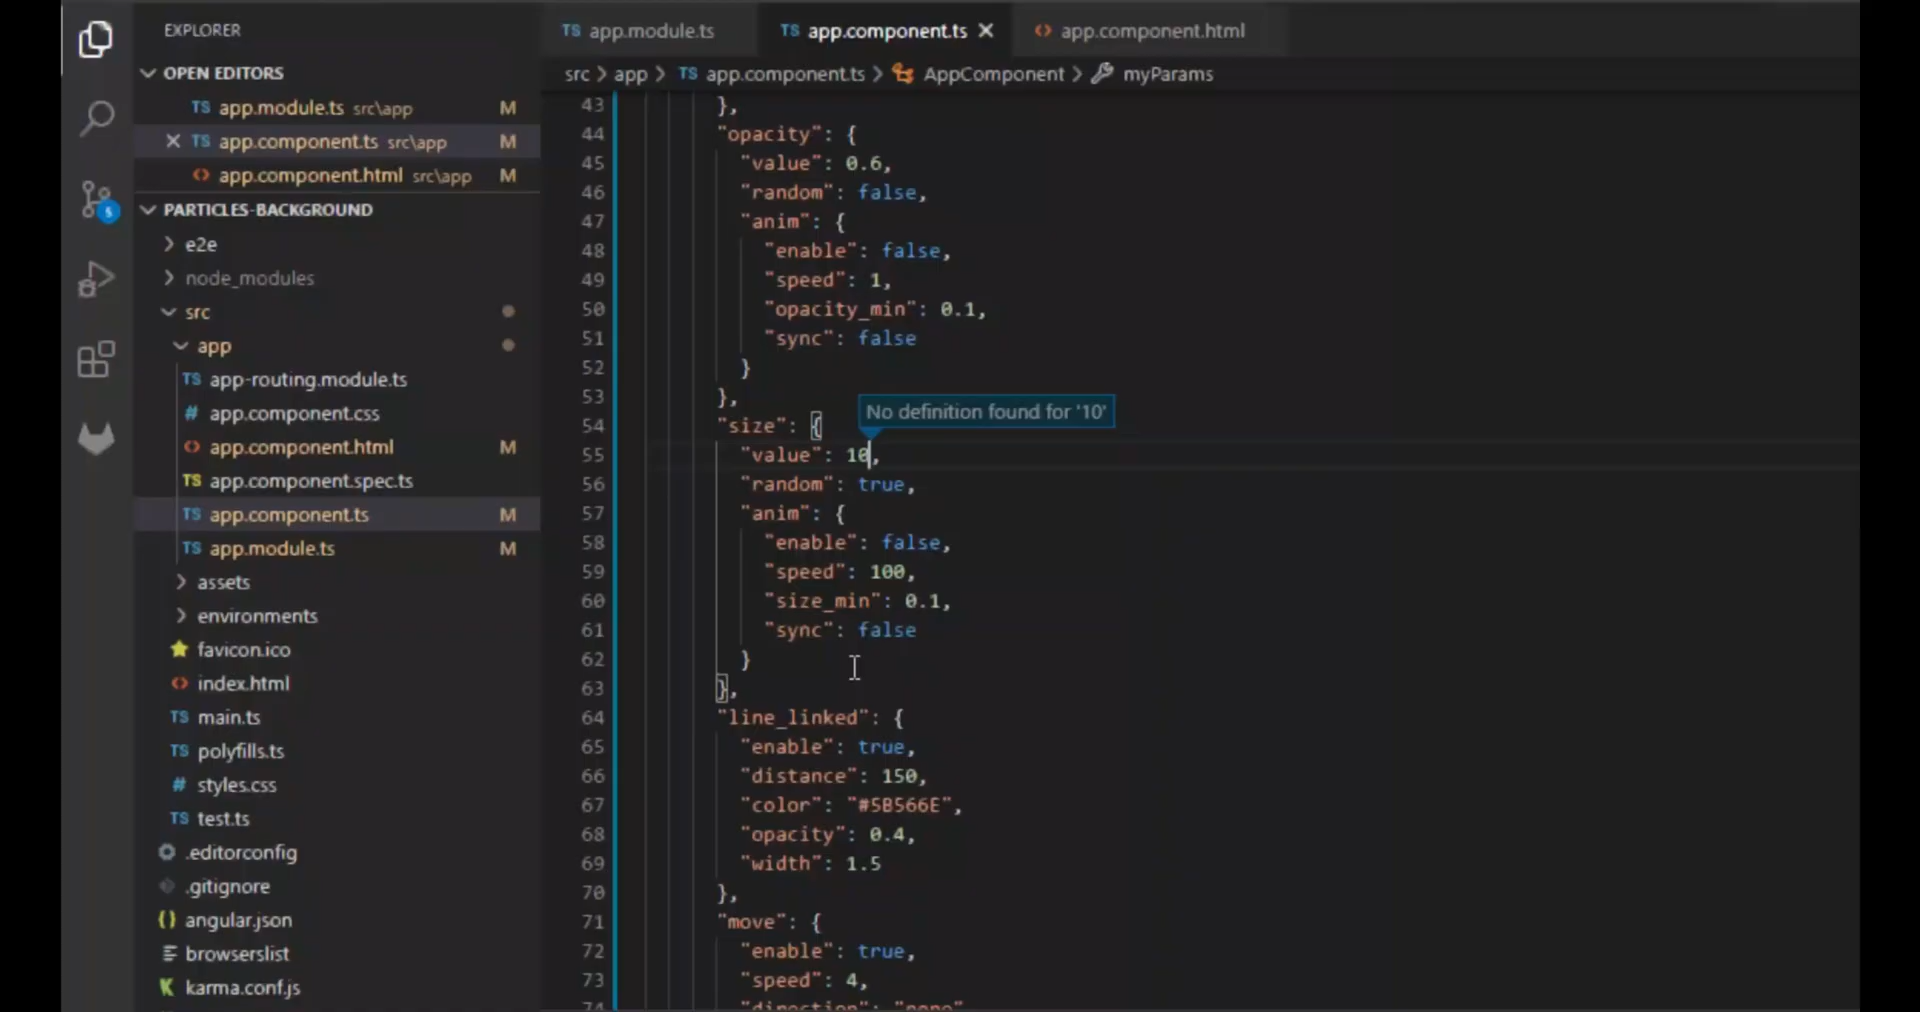 EXPLORER
OPEN EDITORS
TS app.module.ts src\app M
TS app.component.ts src\app M
<> app.component.html src\app M
PARTICLES-BACKGROUND
e2e
node_modules
src
app
TS app-routing.module.ts
# app.component.css
<> app.component.html M
TS app.component.spec.ts
TS app.component.ts M
TS app.module.ts M
assets
environments
favicon.ico
<> index.html
TS main.ts
TS polyfills.ts
# styles.css
TS test.ts
.editorconfig
.gitignore
{} angular.json
browserslist
K karma.conf.js
TS app.module.ts
TS app.component.ts
<> app.component.html
src > app > TS app.component.ts > AppComponent > myParams
43 },
44 "opacity": {
45 "value": 0.6,
46 "random": false,
47 "anim": {
48 "enable": false,
49 "speed": 1,
50 "opacity_min": 0.1,
51 "sync": false
52 }
53 },
No definition found for '10'
54 "size": {
55 "value": 10,
56 "random": true,
57 "anim": {
58 "enable": false,
59 "speed": 100,
60 "size_min": 0.1,
61 "sync": false
62 }
63 },
64 "line_linked": {
65 "enable": true,
66 "distance": 150,
67 "color": "#5B566E",
68 "opacity": 0.4,
69 "width": 1.5
70 },
71 "move": {
72 "enable": true,
73 "speed": 4,
74 "direction": "none"